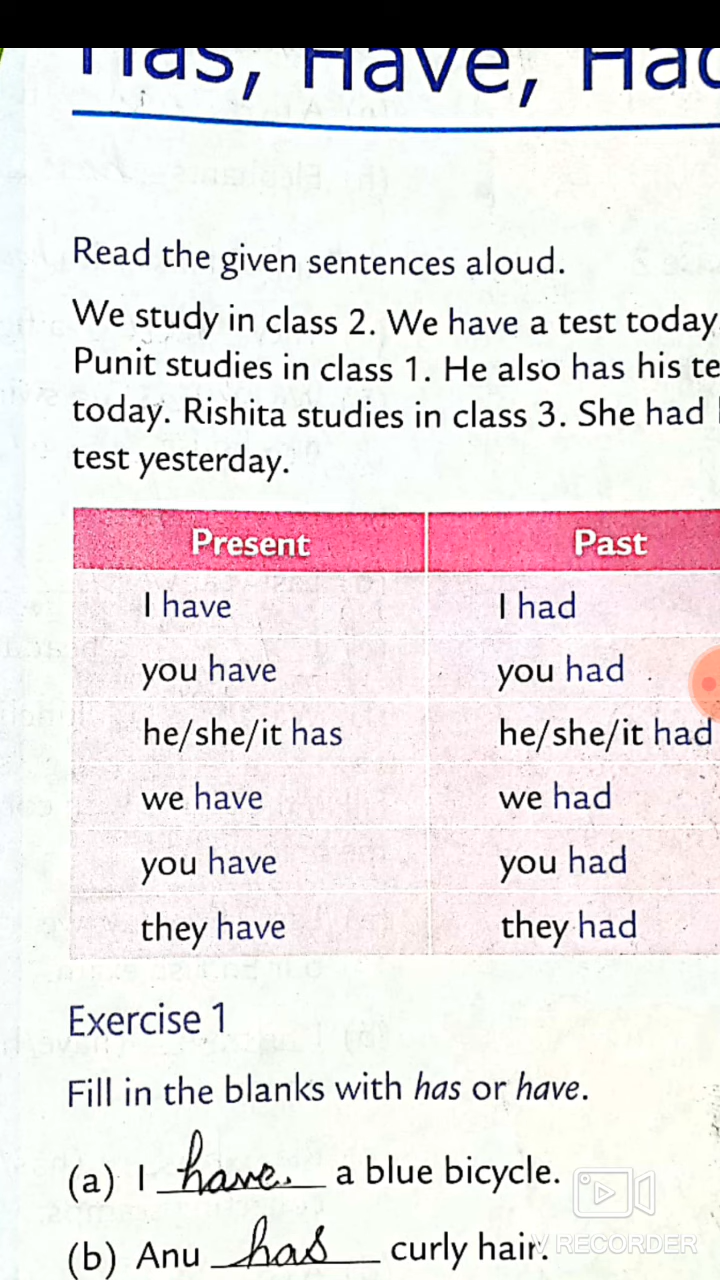 Has, Have, Had
Read the given sentences aloud.
We study in class 2. We have a test today
Punit studies in class 1. He also has his te
today. Rishita studies in class 3. She had
test yesterday.
Present Past
I have I had
you have you had
he/she/it has he/she/it had
we have we had
you have you had
they have they had
Exercise 1
Fill in the blanks with has or have.
(a) I have. a blue bicycle.
(b) Anu has curly hair.
V RECORDER